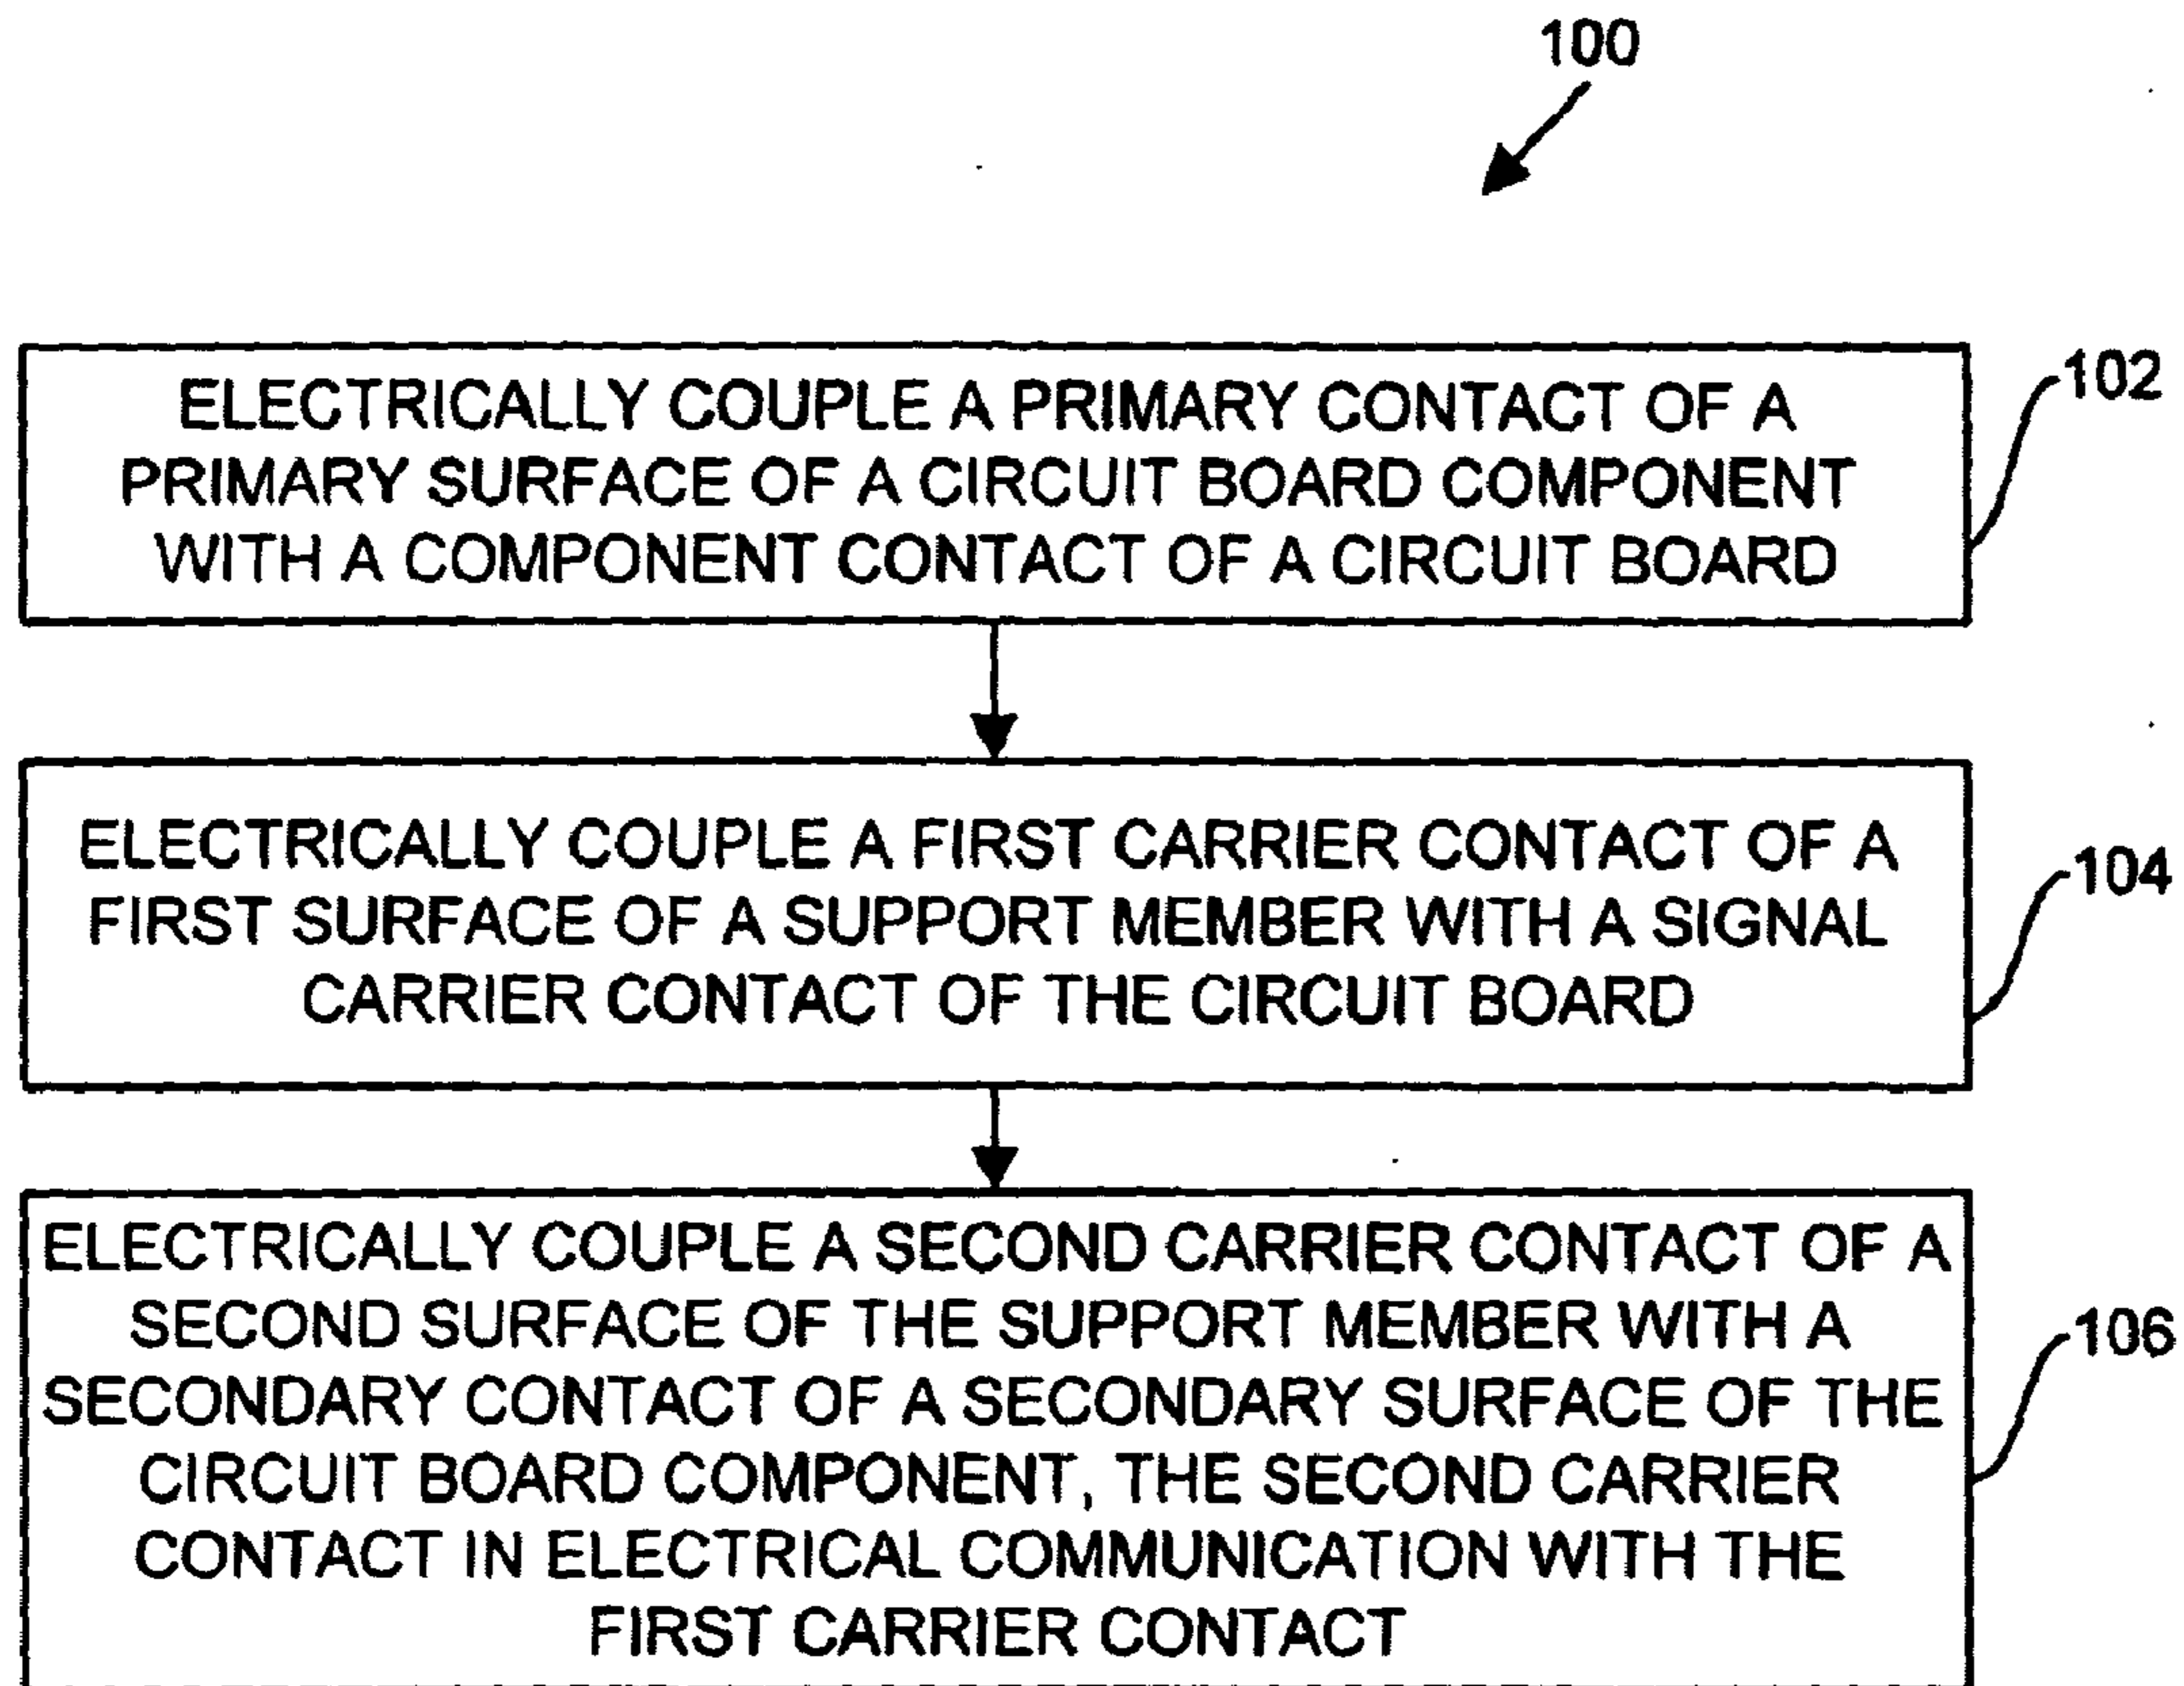 100
ELECTRICALLY COUPLE A PRIMARY CONTACT OF A
PRIMARY SURFACE OF A CIRCUIT BOARD COMPONENT
WITH A COMPONENT CONTACT OF A CIRCUIT BOARD
102
ELECTRICALLY COUPLE A FIRST CARRIER CONTACT OF A
FIRST SURFACE OF A SUPPORT MEMBER WITH A SIGNAL
CARRIER CONTACT OF THE CIRCUIT BOARD
104
ELECTRICALLY COUPLE A SECOND CARRIER CONTACT OF A
SECOND SURFACE OF THE SUPPORT MEMBER WITH A
SECONDARY CONTACT OF A SECONDARY SURFACE OF THE
CIRCUIT BOARD COMPONENT, THE SECOND CARRIER
CONTACT IN ELECTRICAL COMMUNICATION WITH THE
FIRST CARRIER CONTACT
106